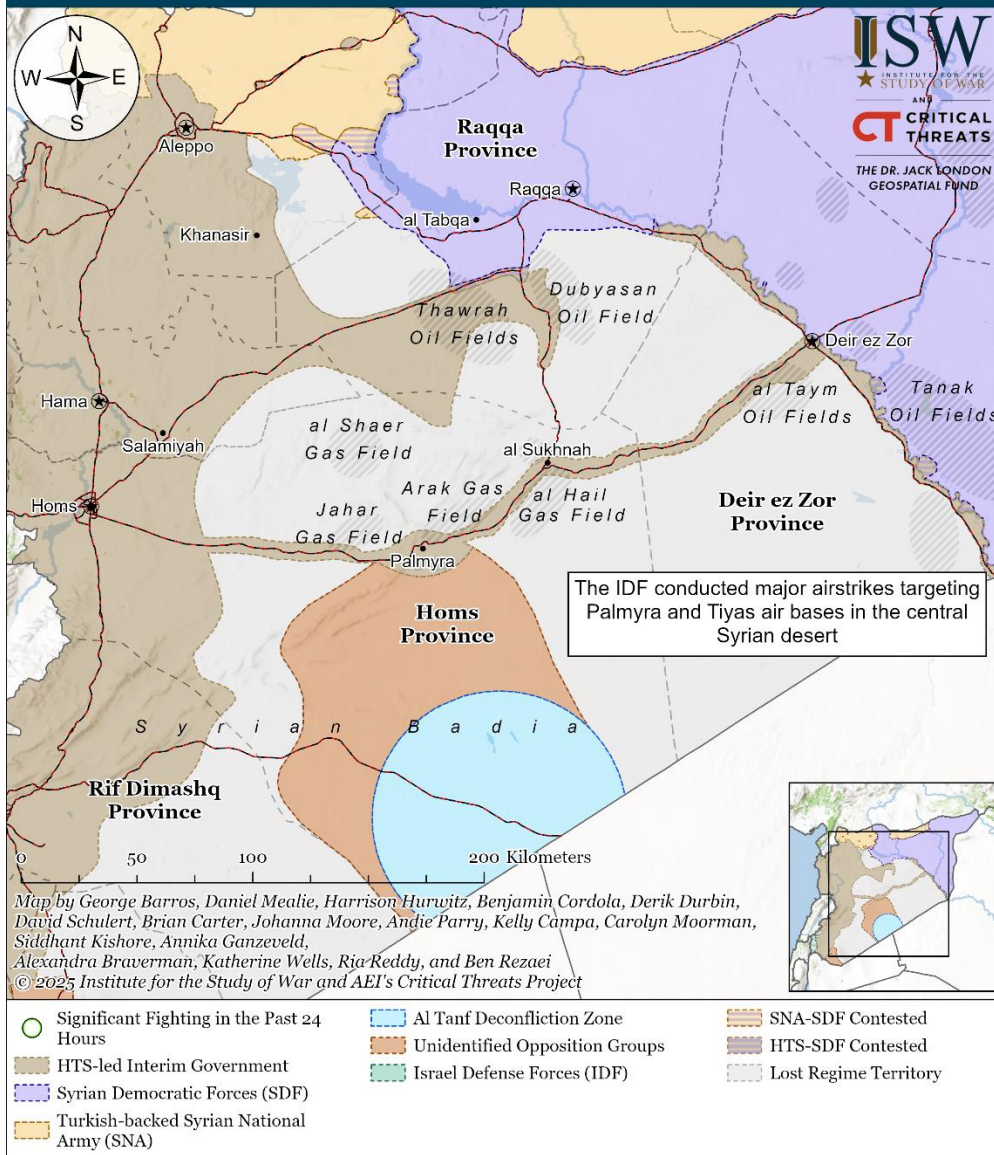 N
W
E
S
ISW
INSTITUTE FOR THE
STUDY OF WAR
AND
CT CRITICAL
THREATS
THE DR. JACK LONDON
GEOSPATIAL FUND
Raqqa
Province
Aleppo
Raqqa
al Tabqa
Khanasir
Dubyasan
Oil Field
Thawrah
Oil Fields
Deir ez Zor
Hama
al Taym
Oil Fields
Tanak
Oil Fields
Salamiyah
al Shaer
Gas Field
al Sukhnah
Arak Gas
Field
al Hail
Gas Field
Homs
Jahar
Gas Field
Deir ez Zor
Province
Palmyra
The IDF conducted major airstrikes targeting
Palmyra and Tiyas air bases in the central
Syrian desert
Homs
Province
Syrian Badia
Rif Dimashq
Province
0 50 100 200 Kilometers
Map by George Barros, Daniel Mealie, Harrison Hurwitz, Benjamin Cordola, Derik Durbin,
David Schulert, Brian Carter, Johanna Moore, Andie Parry, Kelly Campa, Carolyn Moorman,
Siddhant Kishore, Annika Ganzeveld,
Alexandra Braverman, Katherine Wells, Ria Reddy, and Ben Rezaei
© 2025 Institute for the Study of War and AEI's Critical Threats Project
Significant Fighting in the Past 24
Hours
HTS-led Interim Government
Syrian Democratic Forces (SDF)
Turkish-backed Syrian National
Army (SNA)
Al Tanf Deconfliction Zone
Unidentified Opposition Groups
Israel Defense Forces (IDF)
SNA-SDF Contested
HTS-SDF Contested
Lost Regime Territory